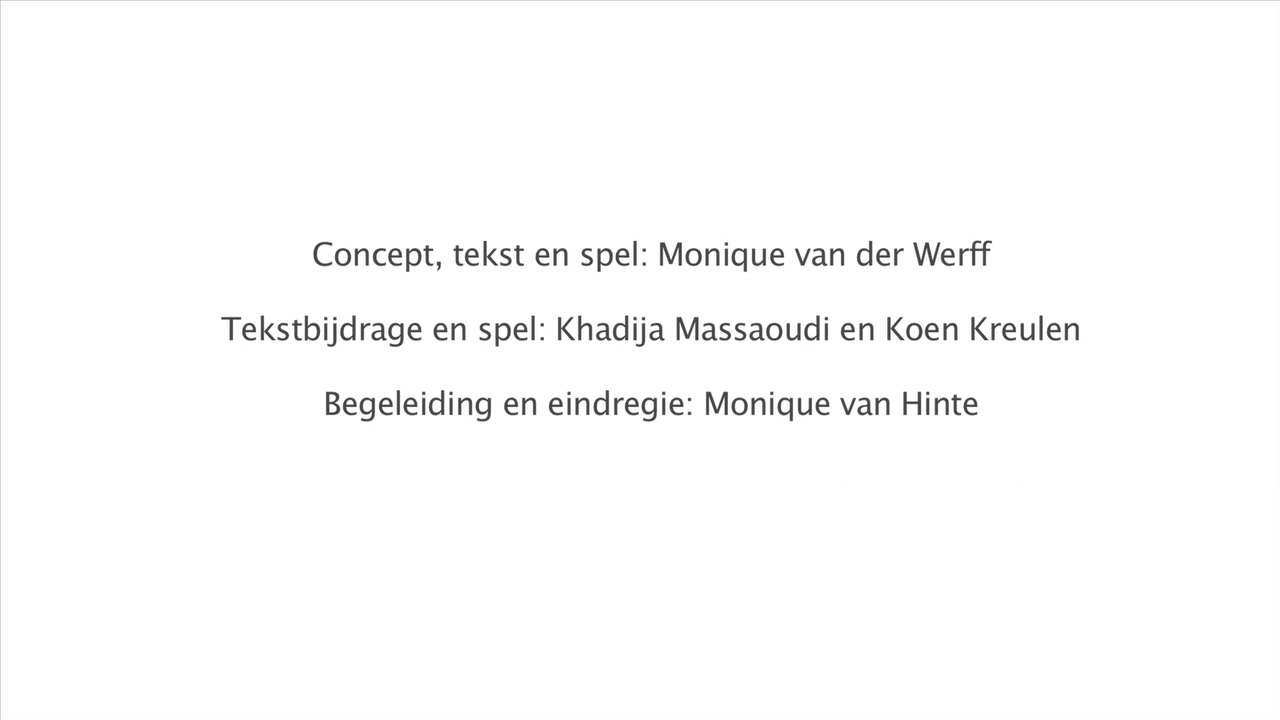 Concept, tekst en spel: Monique van der Werff
Tekstbijdrage en spel: Khadija Massaoudi en Koen Kreulen
Begeleiding en eindregie: Monique van Hinte